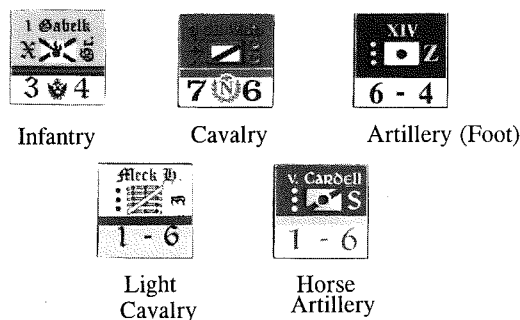 1 Gabelk
X Gr.
3 4
7 N 6
XIV
Z
6 - 4
Infantry Cavalry Artillery (Foot)
Meck H.
1 - 6
V. CARDELL
S
1 - 6
Light Horse
Cavalry Artillery